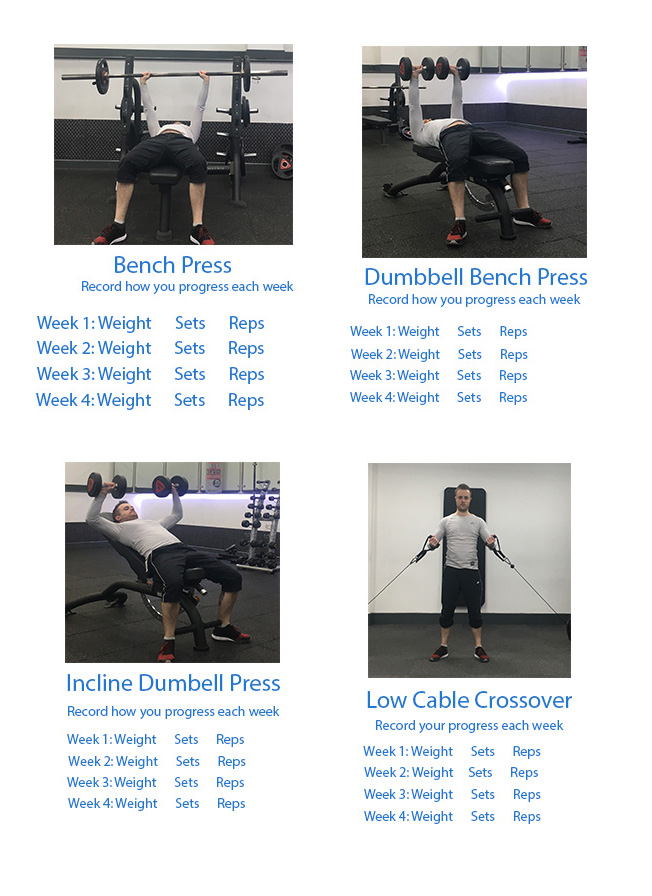 Bench Press
Record how you progress each week
Week 1: Weight Sets Reps
Week 2: Weight Sets Reps
Week 3: Weight Sets Reps
Week 4: Weight Sets Reps
Dumbbell Bench Press
Record how you progress each week
Week 1: Weight Sets Reps
Week 2: Weight Sets Reps
Week 3: Weight Sets Reps
Week 4: Weight Sets Reps
Incline Dumbell Press
Record how you progress each week
Week 1: Weight Sets Reps
Week 2: Weight Sets Reps
Week 3: Weight Sets Reps
Week 4: Weight Sets Reps
Low Cable Crossover
Record your progress each week
Week 1: Weight Sets Reps
Week 2: Weight Sets Reps
Week 3: Weight Sets Reps
Week 4: Weight Sets Reps